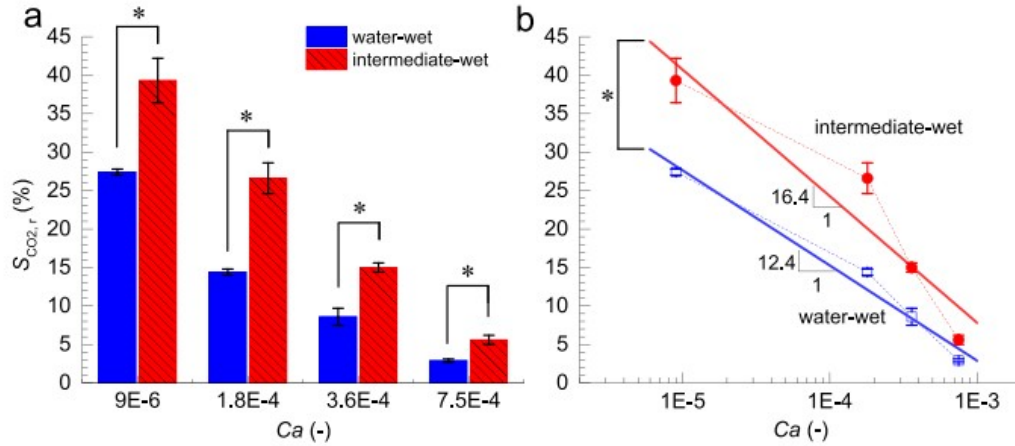 a
*
water-wet
intermediate-wet
*
*
*
45
40
35
30
25
20
15
10
5
0
S_CO2, r (%)
9E-6 1.8E-4 3.6E-4 7.5E-4
Ca (-)
b
*
intermediate-wet
16.4
1
12.4
1
water-wet
45
40
35
30
25
20
15
10
5
0
1E-5 1E-4 1E-3
Ca (-)